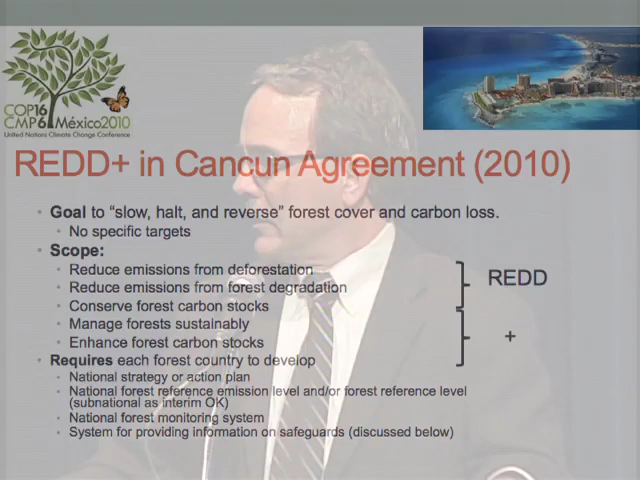 COP16
CMP6 México2010
United Nations Climate Change Conference
REDD+ in Cancun Agreement (2010)
• Goal to “slow, halt, and reverse” forest cover and carbon loss.
• No specific targets
• Scope:
• Reduce emissions from deforestation
• Reduce emissions from forest degradation
REDD
• Conserve forest carbon stocks
• Manage forests sustainably
+
• Enhance forest carbon stocks
• Requires each forest country to develop
• National strategy or action plan
• National forest reference emission level and/or forest reference level
(subnational as interim OK)
• National forest monitoring system
• System for providing information on safeguards (discussed below)